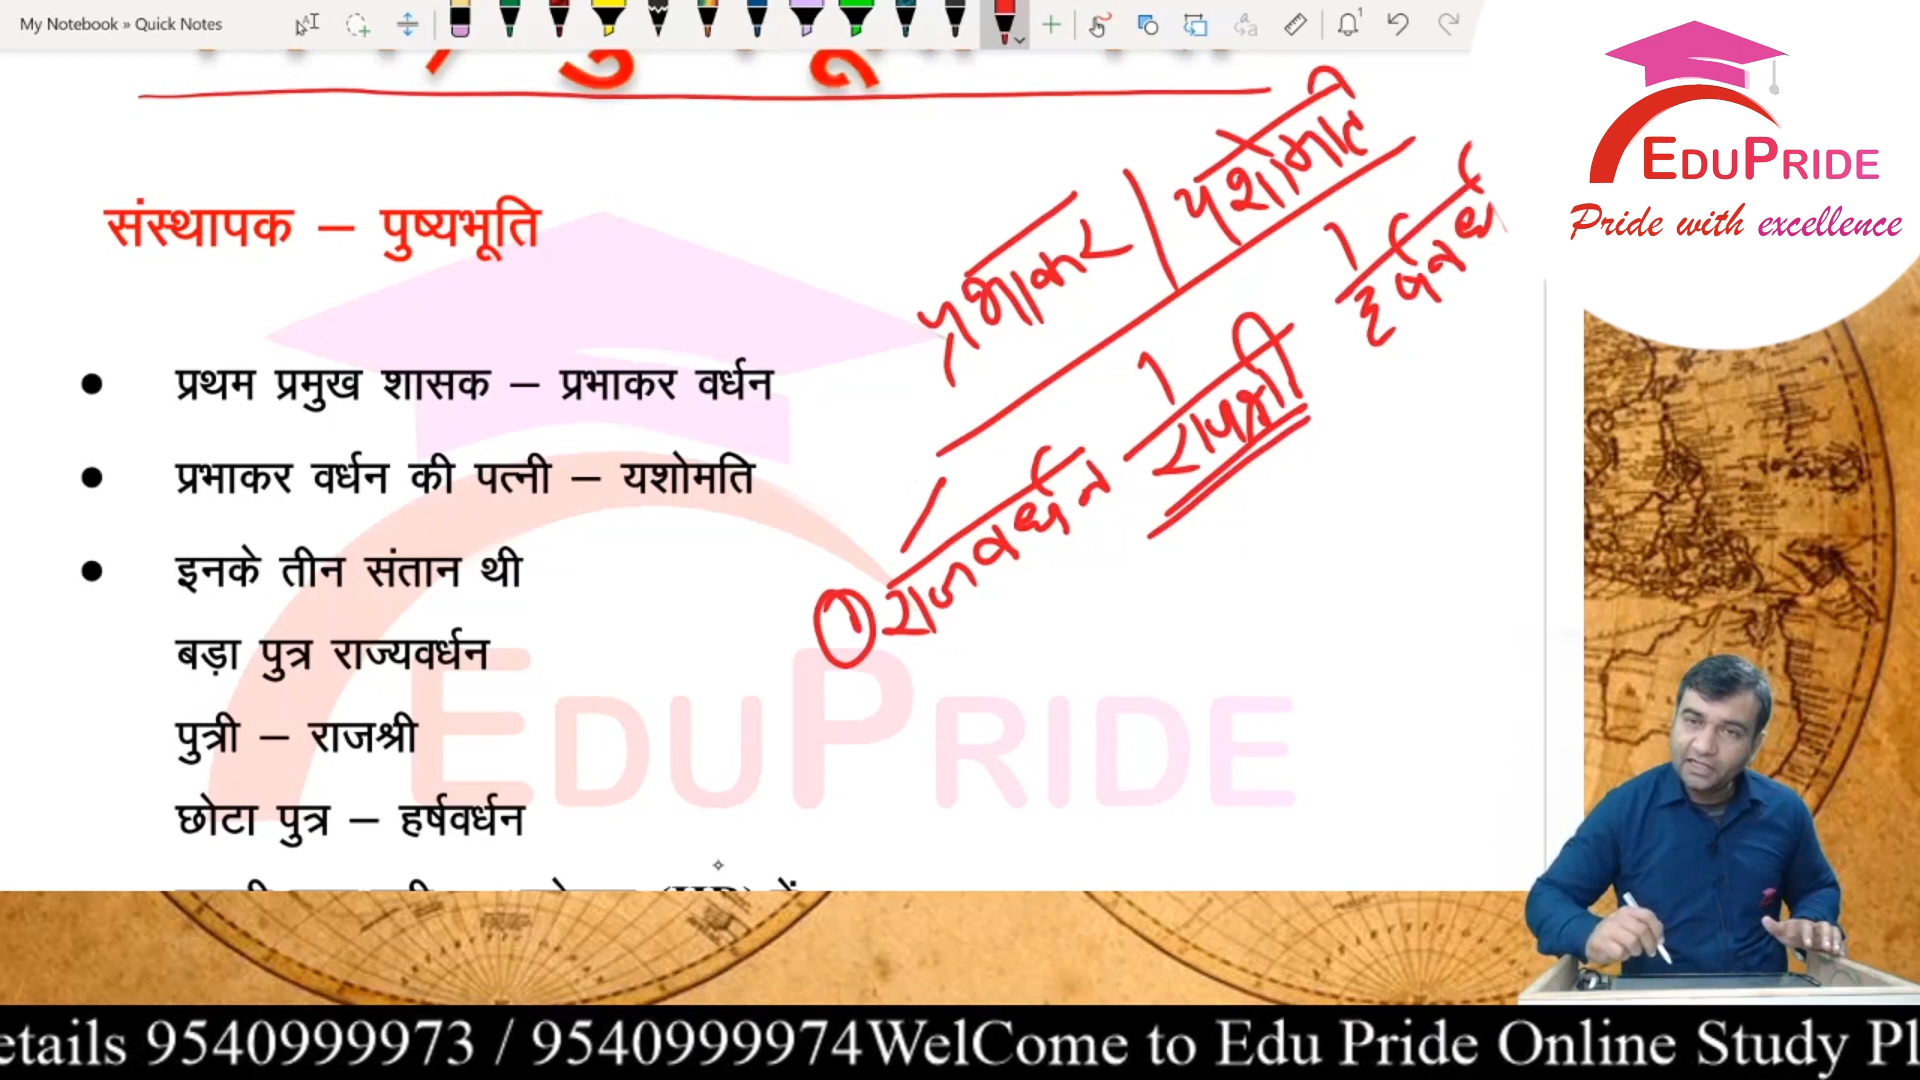 My Notebook » Quick Notes
EDUPRIDE
Pride with excellence
संस्थापक – पुष्यभूति
प्रभाकर | यशोमति
● प्रथम प्रमुख शासक – प्रभाकर वर्धन
● प्रभाकर वर्धन की पत्नी – यशोमति
● इनके तीन संतान थी
बड़ा पुत्र राज्यवर्धन
पुत्री – राजश्री
छोटा पुत्र – हर्षवर्धन
① राजवर्धन
राजश्री
हर्षवर्ध
EDUPRIDE
etails 9540999973 / 9540999974WelCome to Edu Pride Online Study Pl